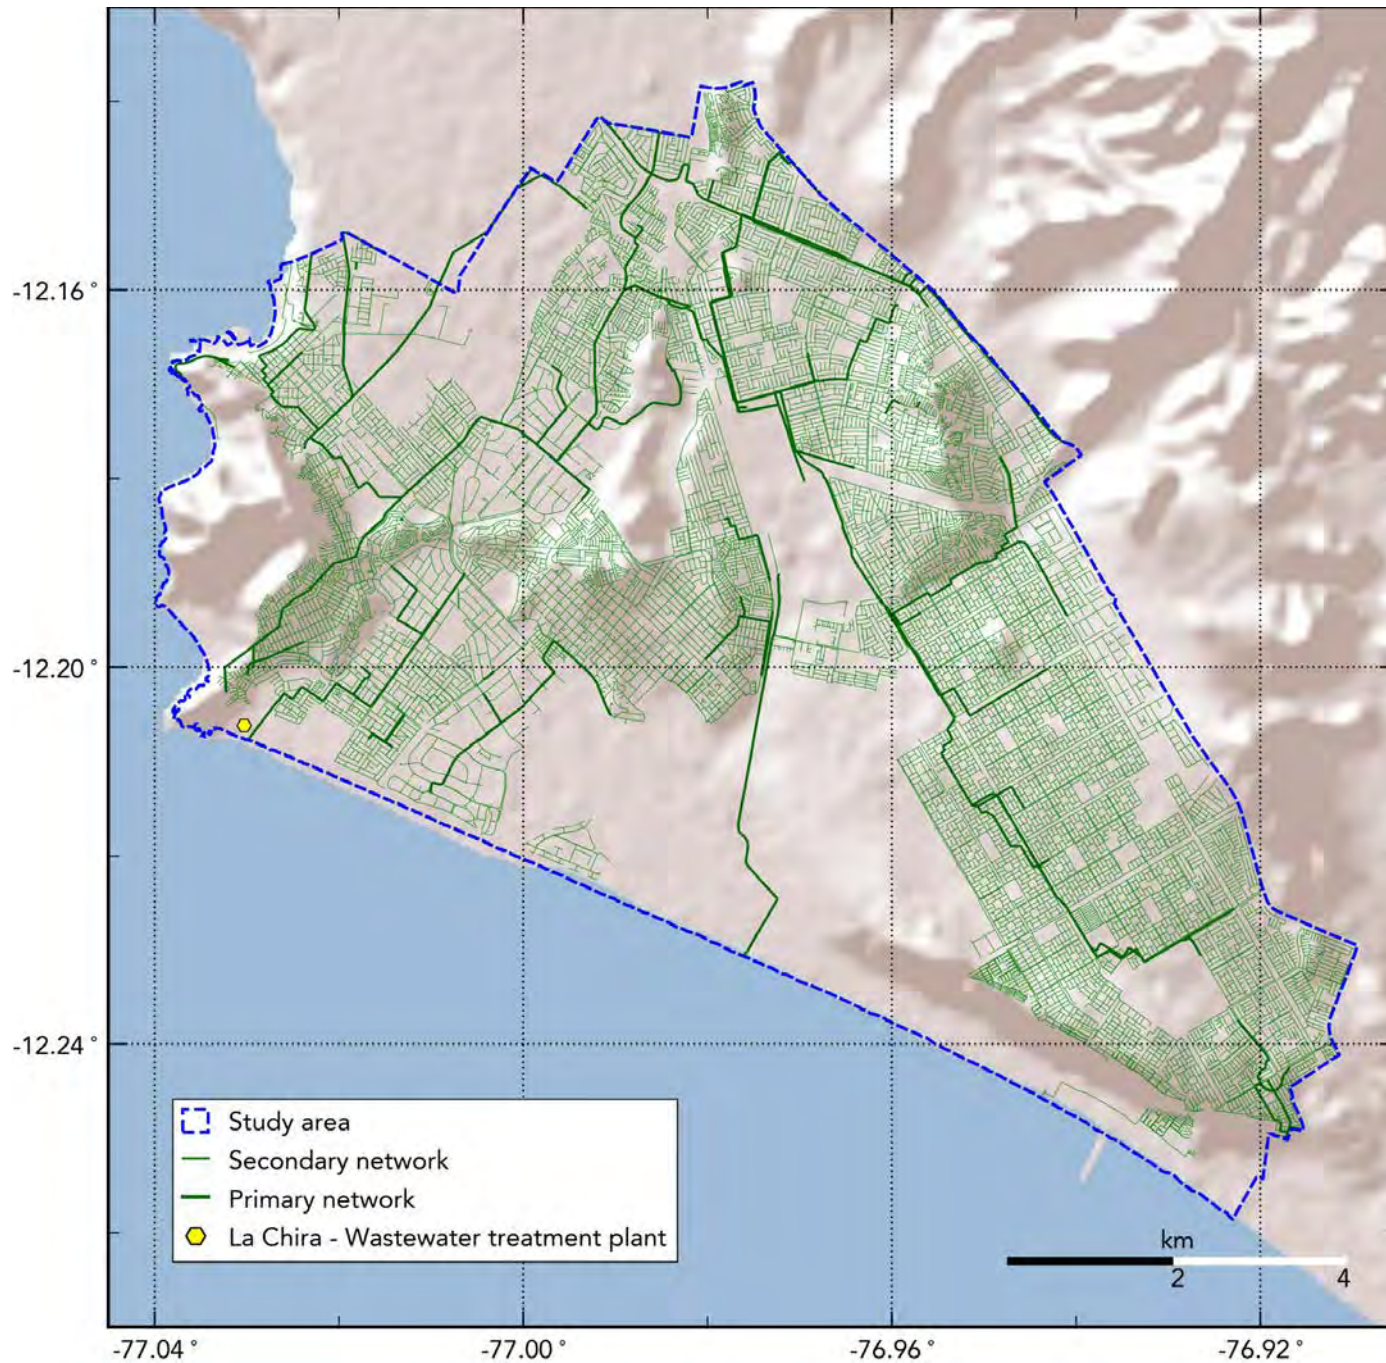 -12.16°
-12.20°
-12.24°
Study area
Secondary network
Primary network
La Chira - Wastewater treatment plant
km
2 4
-77.04° -77.00° -76.96° -76.92°